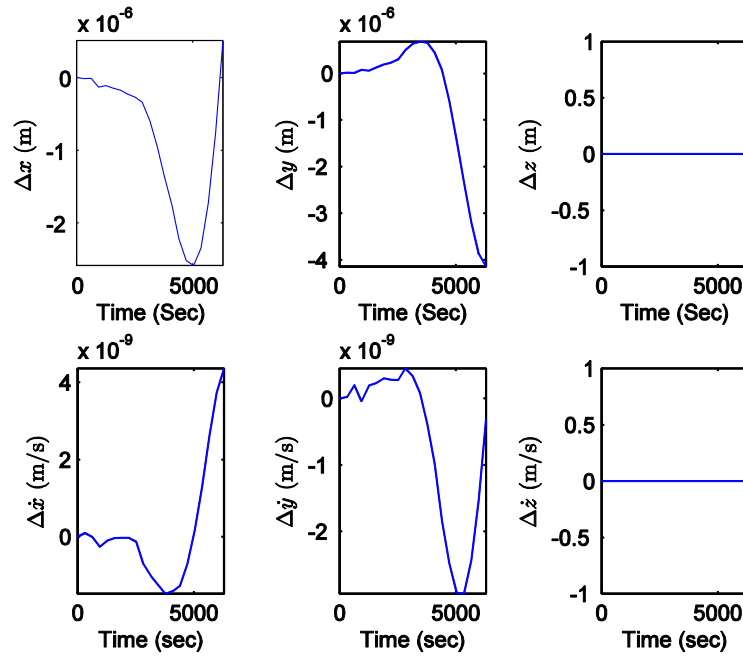 x 10⁻⁶
0
-1
-2
Δx (m)
0 5000
Time (Sec)
x 10⁻⁶
0
-1
-2
-3
-4
Δy (m)
0 5000
Time (Sec)
1
0.5
0
-0.5
-1
Δz (m)
0 5000
Time (Sec)
x 10⁻⁹
4
2
0
Δẋ (m/s)
0 5000
Time (sec)
x 10⁻⁹
0
-1
-2
Δẏ (m/s)
0 5000
Time (sec)
1
0.5
0
-0.5
-1
Δż (m/s)
0 5000
Time (sec)